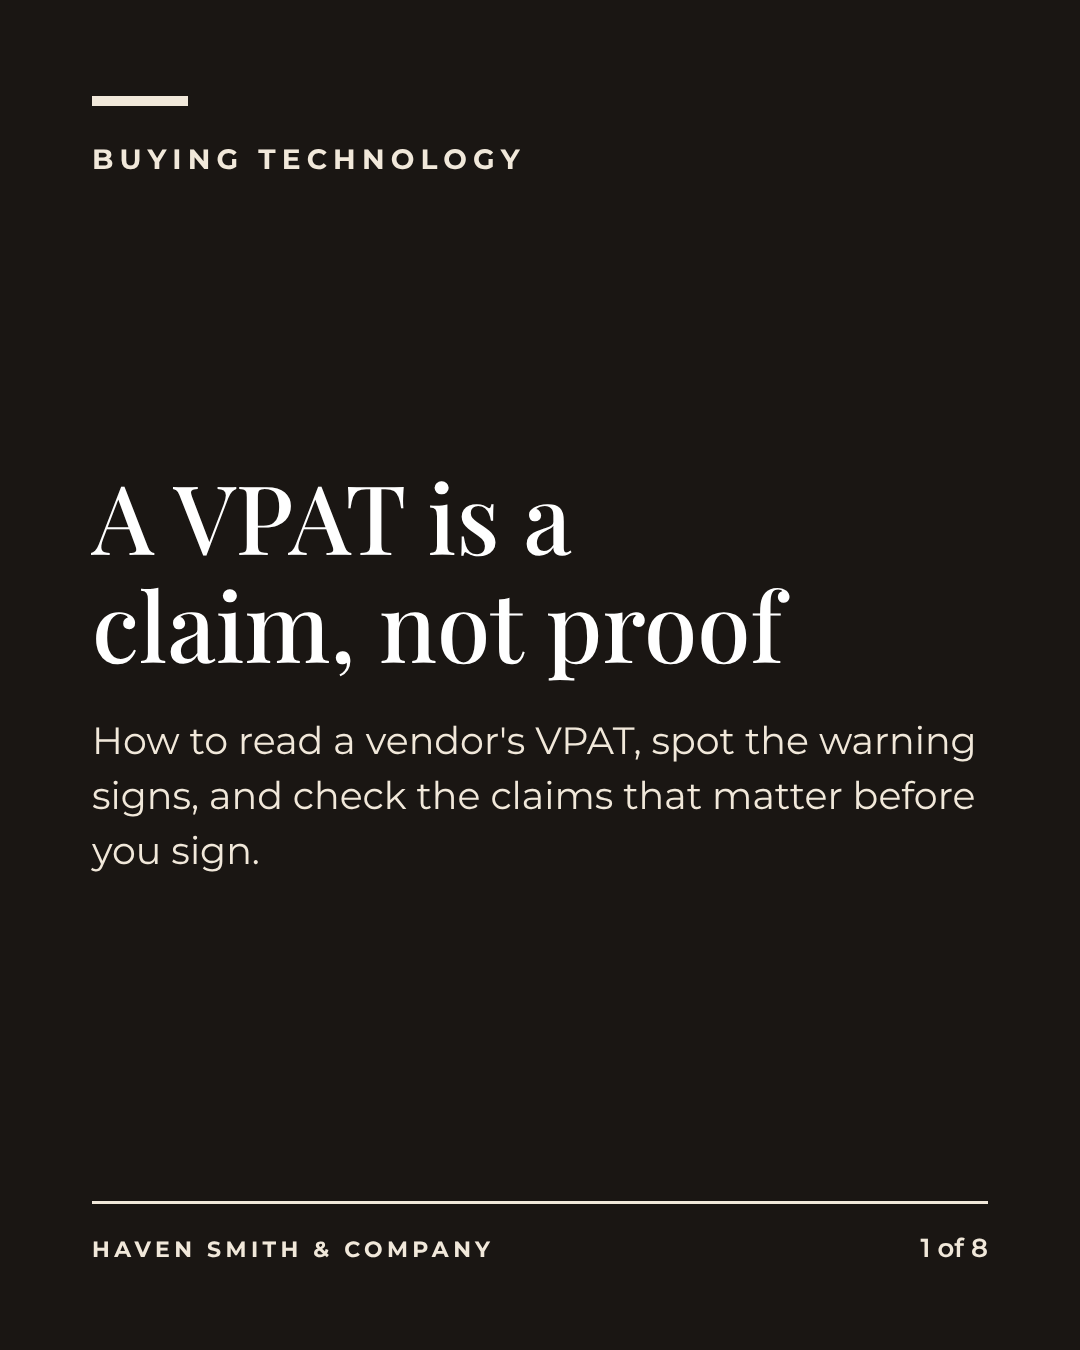 BUYING TECHNOLOGY
A VPAT is a
claim, not proof
How to read a vendor's VPAT, spot the warning
signs, and check the claims that matter before
you sign.
HAVEN SMITH & COMPANY
1 of 8